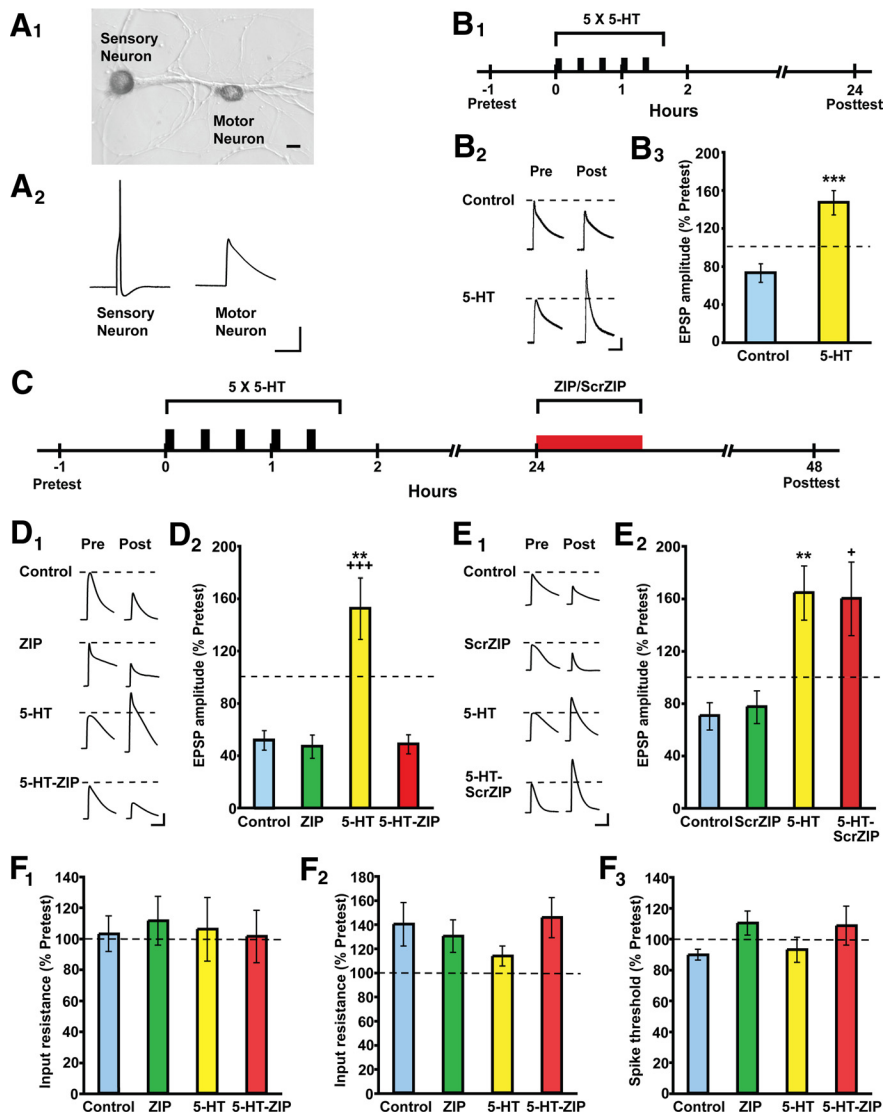 A1
Sensory
Neuron
Motor
Neuron
A2
Sensory
Neuron
Motor
Neuron
B1
5 X 5-HT
-1
0
1
2
24
Pretest
Hours
Posttest
B2
Pre
Post
Control
5-HT
B3
EPSP amplitude (% Pretest)
200
160
120
80
40
0
***
Control
5-HT
C
5 X 5-HT
ZIP/ScrZIP
-1
0
1
2
24
48
Pretest
Hours
Posttest
D1
Pre
Post
Control
ZIP
5-HT
5-HT-ZIP
D2
EPSP amplitude (% Pretest)
200
160
120
80
40
0
**
+++
Control
ZIP
5-HT
5-HT-ZIP
E1
Pre
Post
Control
ScrZIP
5-HT
5-HT-
ScrZIP
E2
EPSP amplitude (% Pretest)
200
160
120
80
40
0
**
+
Control
ScrZIP
5-HT
5-HT-
ScrZIP
F1
Input resistance (% Pretest)
140
120
100
80
60
40
20
0
Control
ZIP
5-HT
5-HT-ZIP
F2
Input resistance (% Pretest)
180
160
140
120
100
80
60
40
20
0
Control
ZIP
5-HT
5-HT-ZIP
F3
Spike threshold (% Pretest)
140
120
100
80
60
40
20
0
Control
ZIP
5-HT
5-HT-ZIP